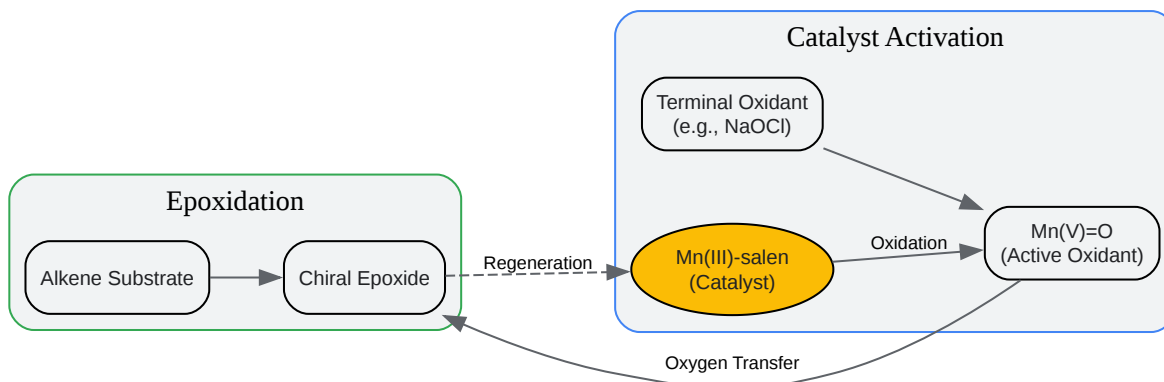 Catalyst Activation
Terminal Oxidant
(e.g., NaOCl)
Epoxidation
Alkene Substrate
Chiral Epoxide
Regeneration
Mn(III)-salen
(Catalyst)
Oxidation
Mn(V)=O
(Active Oxidant)
Oxygen Transfer